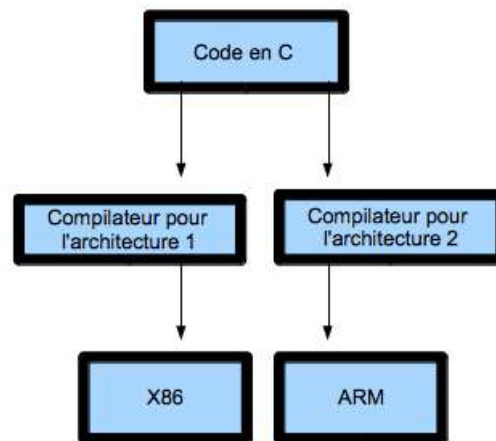 Code en C
Compilateur pour
l'architecture 1
Compilateur pour
l'architecture 2
X86
ARM